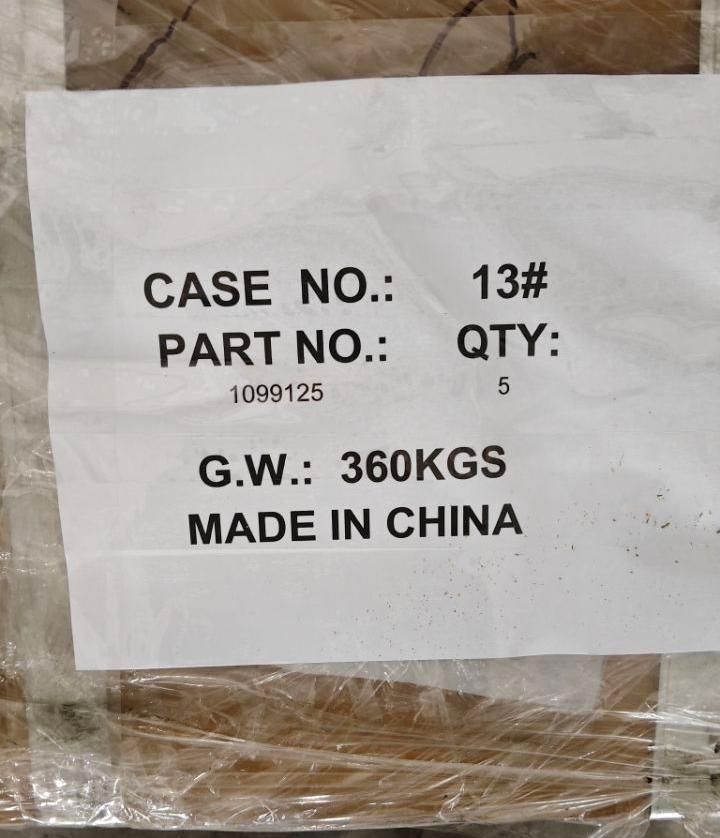 CASE NO.: 13#
PART NO.: QTY:
1099125 5
G.W.: 360KGS
MADE IN CHINA